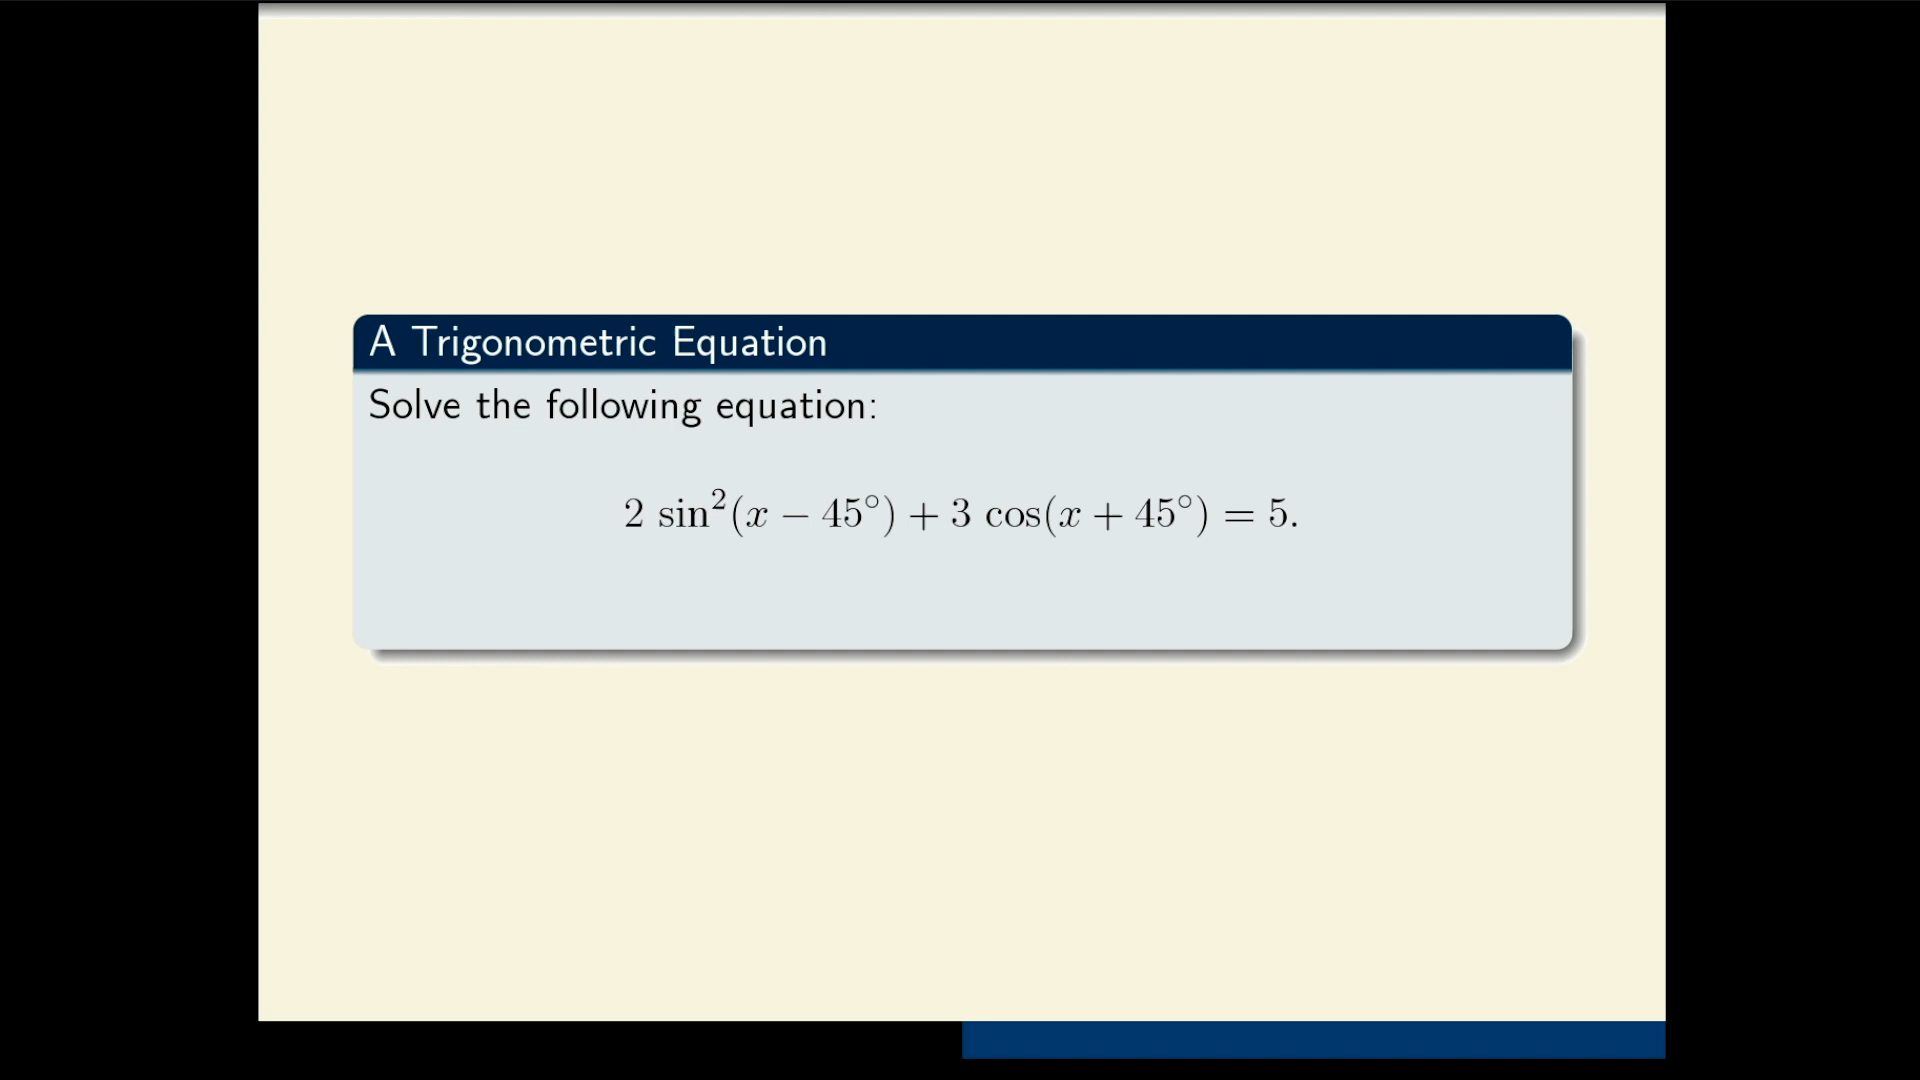 A Trigonometric Equation
Solve the following equation:
2 sin²(x − 45°) + 3 cos(x + 45°) = 5.